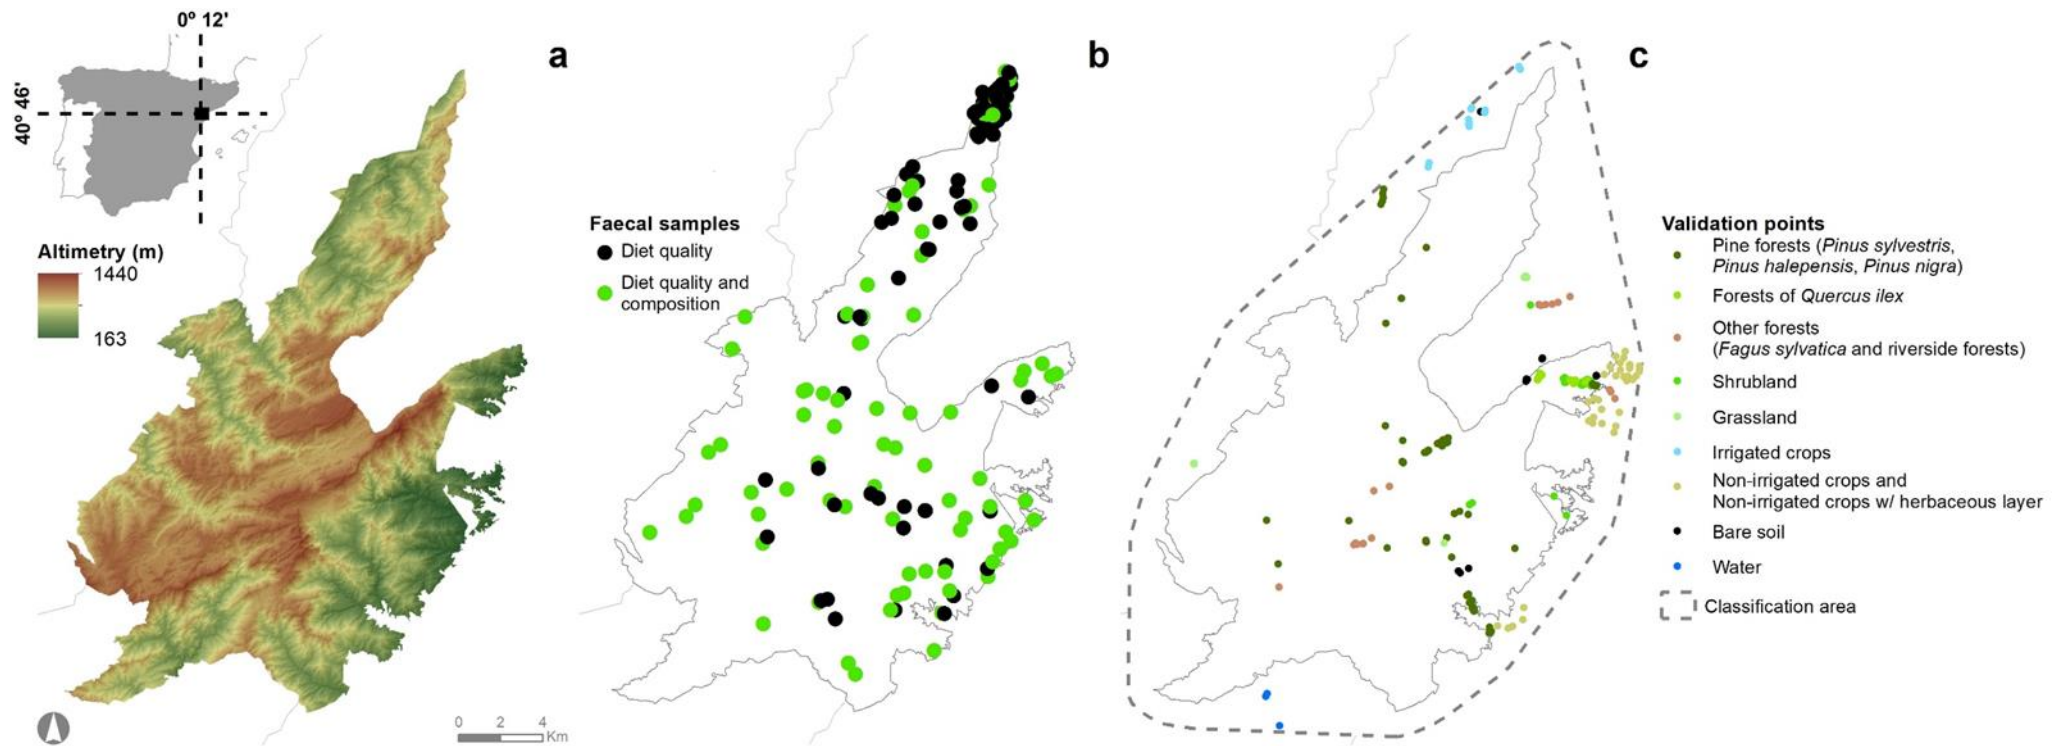 0º 12'
40º 46'
Altimetry (m)
1440
163
0 2 4
Km
a
Faecal samples
Diet quality
Diet quality and
composition
b
c
Validation points
Pine forests (Pinus sylvestris,
Pinus halepensis, Pinus nigra)
Forests of Quercus ilex
Other forests
(Fagus sylvatica and riverside forests)
Shrubland
Grassland
Irrigated crops
Non-irrigated crops and
Non-irrigated crops w/ herbaceous layer
Bare soil
Water
Classification area